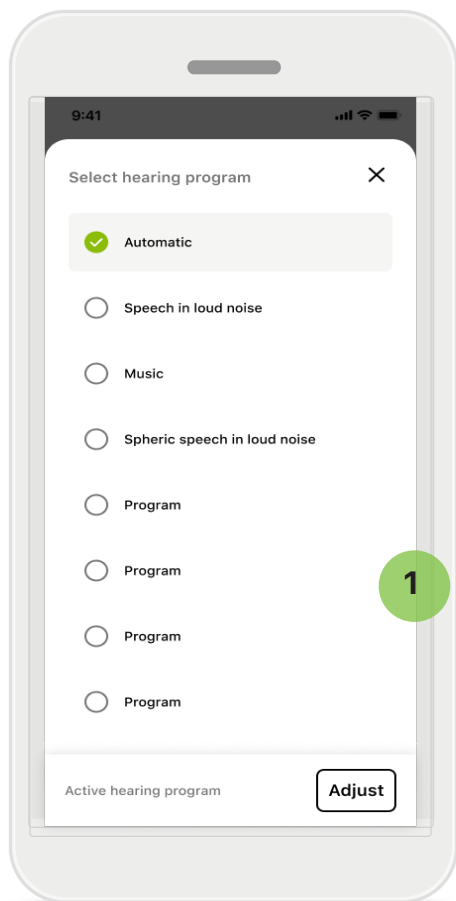 9:41
Select hearing program
Automatic
Speech in loud noise
Music
Spheric speech in loud noise
Program
Program
1
Program
Program
Active hearing program
Adjust